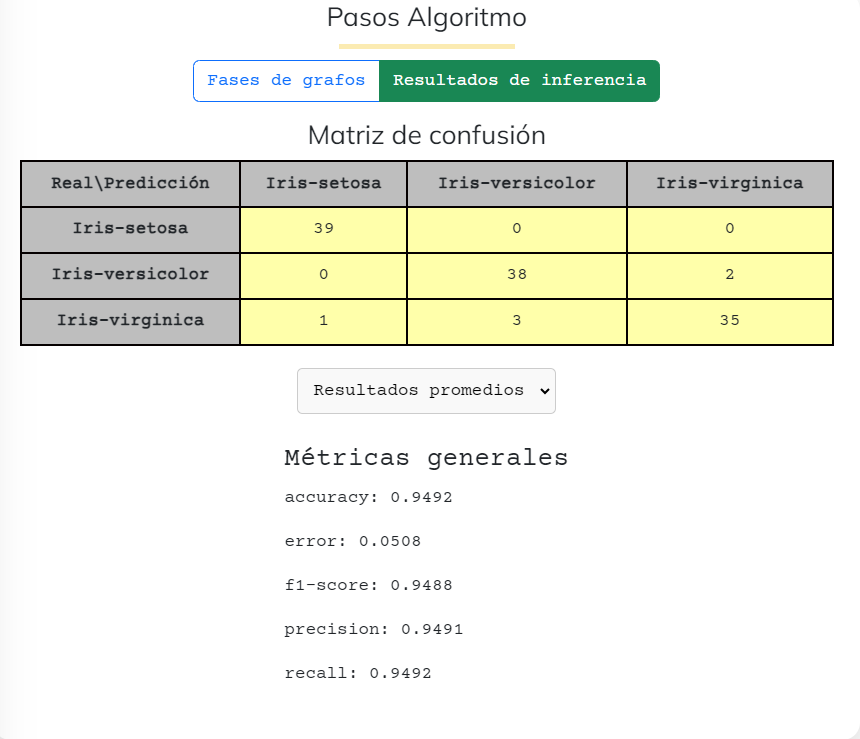 Pasos Algoritmo
Fases de grafos Resultados de inferencia
Matriz de confusión
Real\Predicción Iris-setosa Iris-versicolor Iris-virginica
Iris-setosa 39 0 0
Iris-versicolor 0 38 2
Iris-virginica 1 3 35
Resultados promedios
Métricas generales
accuracy: 0.9492
error: 0.0508
f1-score: 0.9488
precision: 0.9491
recall: 0.9492